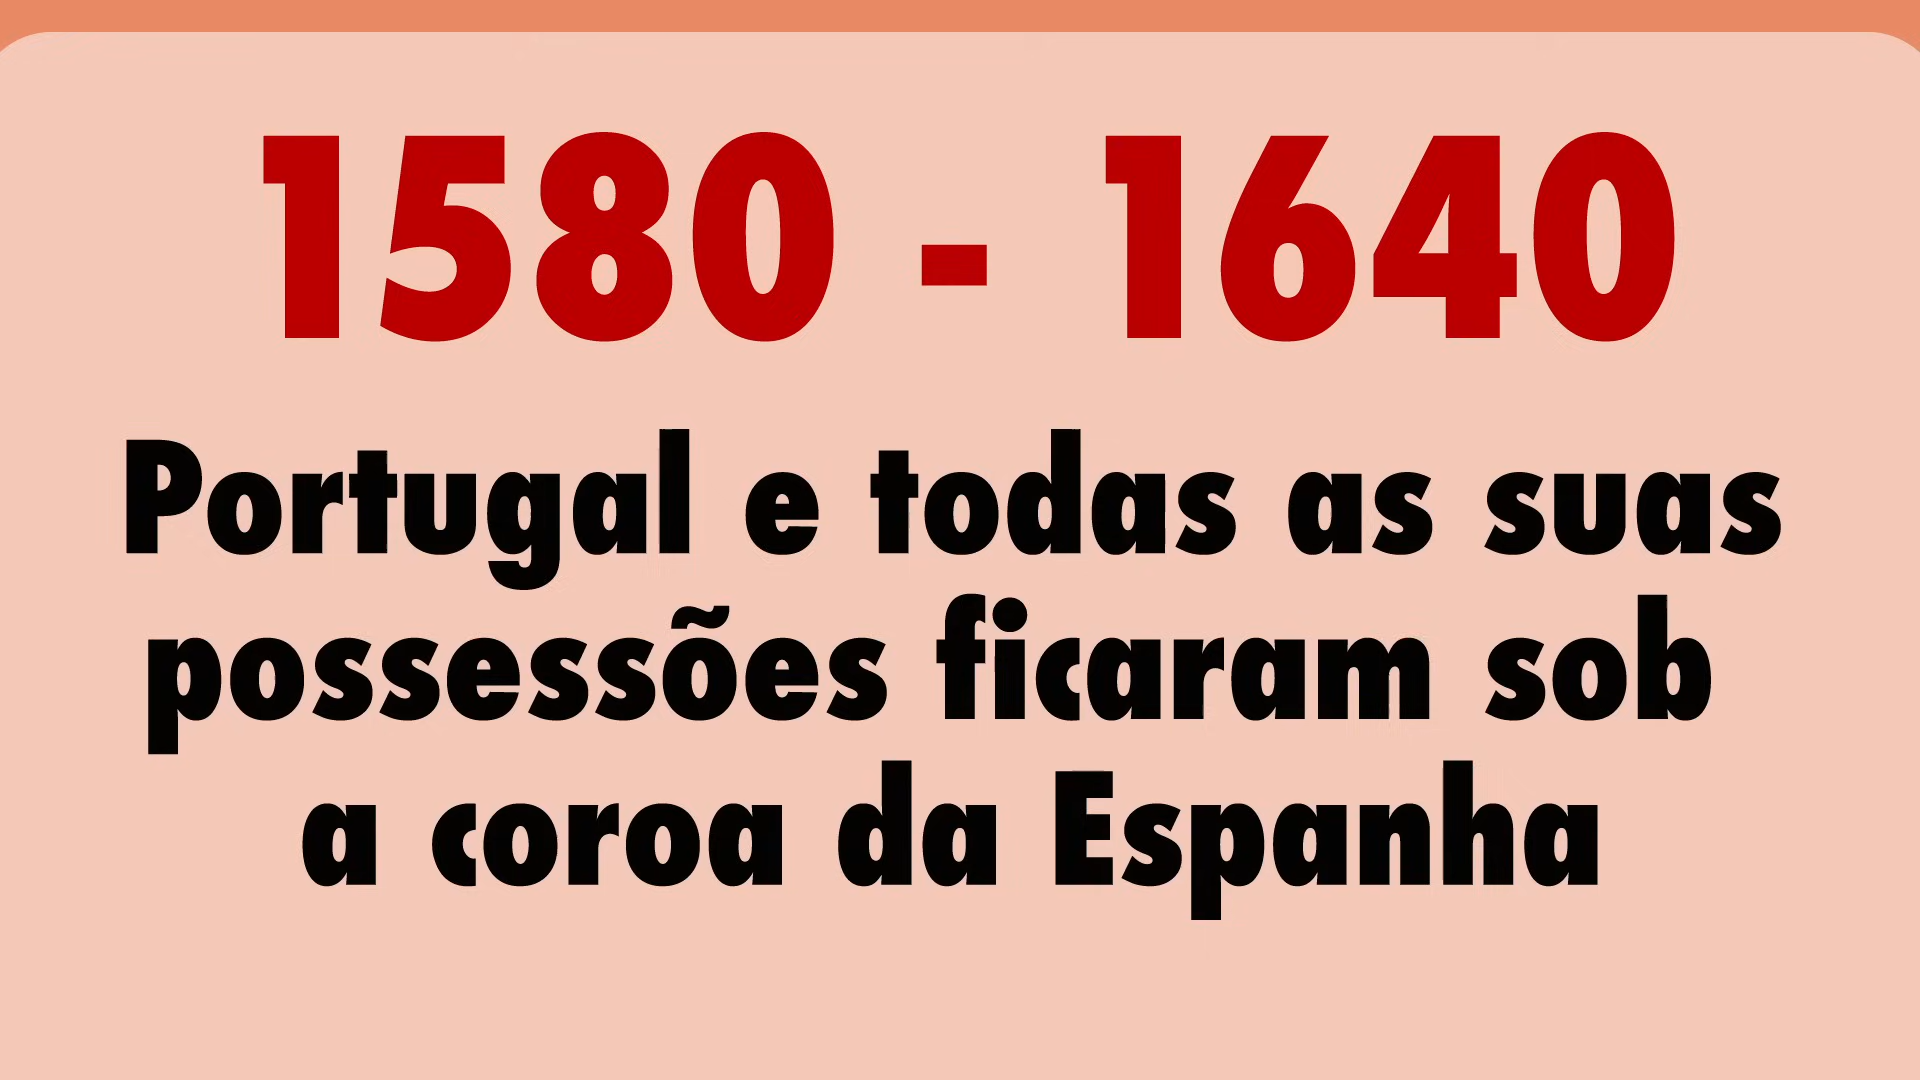 1580 - 1640
Portugal e todas as suas
possessões ficaram sob
a coroa da Espanha